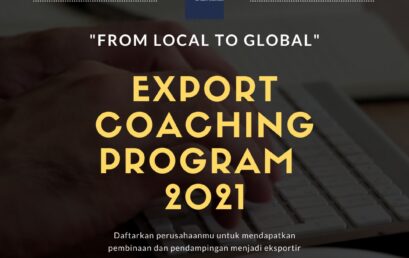 "FROM LOCAL TO GLOBAL"
EXPORT
COACHING
PROGRAM
2021
Daftarkan perusahaanmu untuk mendapatkan
pembinaan dan pendampingan menjadi eksportir